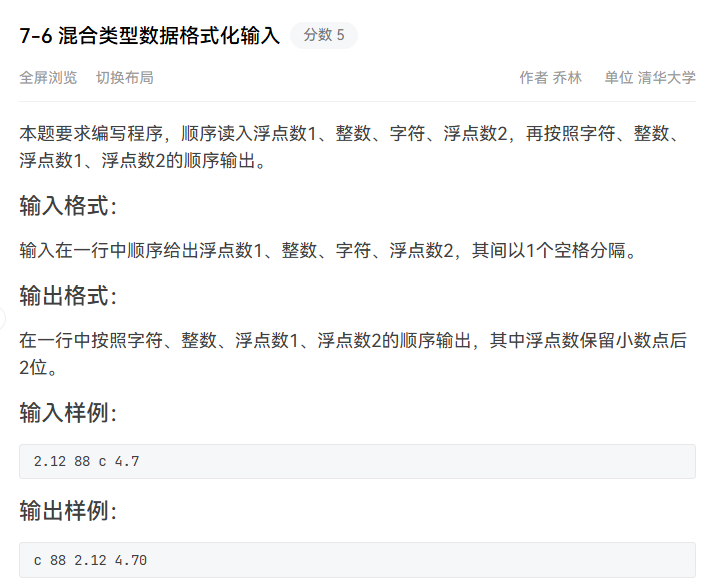 7-6 混合类型数据格式化输入 分数 5
全屏浏览 切换布局 作者 乔林 单位 清华大学
本题要求编写程序，顺序读入浮点数1、整数、字符、浮点数2，再按照字符、整数、
浮点数1、浮点数2的顺序输出。
输入格式：
输入在一行中顺序给出浮点数1、整数、字符、浮点数2，其间以1个空格分隔。
输出格式：
在一行中按照字符、整数、浮点数1、浮点数2的顺序输出，其中浮点数保留小数点后
2位。
输入样例：
2.12 88 c 4.7
输出样例：
c 88 2.12 4.70